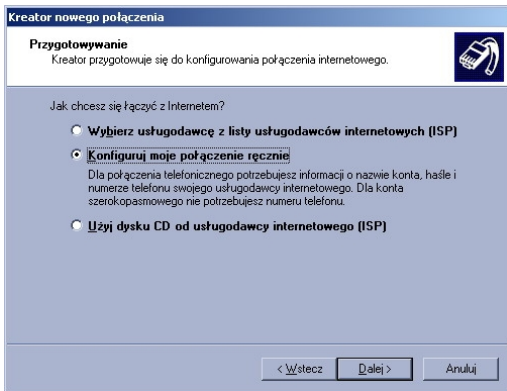 Kreator nowego połączenia
Przygotowywanie
Kreator przygotowuje się do konfigurowania połączenia internetowego.
Jak chcesz się łączyć z Internetem?
Wybierz usługodawcę z listy usługodawców internetowych (ISP)
Konfiguruj moje połączenie ręcznie
Dla połączenia telefonicznego potrzebujesz informacji o nazwie konta, haśle i
numerze telefonu swojego usługodawcy internetowego. Dla konta
szerokopasmowego nie potrzebujesz numeru telefonu.
Użyj dysku CD od usługodawcy internetowego (ISP)
< Wstecz Dalej > Anuluj